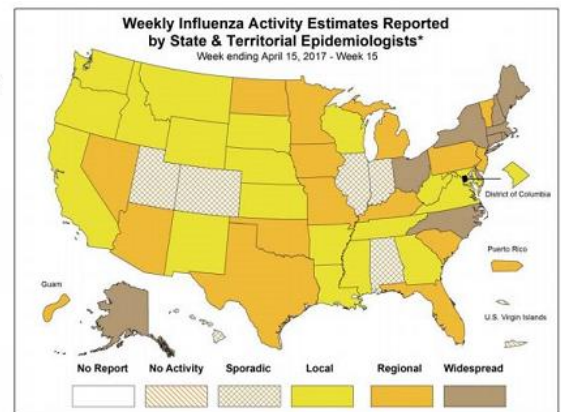 Weekly Influenza Activity Estimates Reported
by State & Territorial Epidemiologists*
Week ending April 15, 2017 - Week 15
District of Columbia
Puerto Rico
Guam
U.S. Virgin Islands
No Report
No Activity
Sporadic
Local
Regional
Widespread